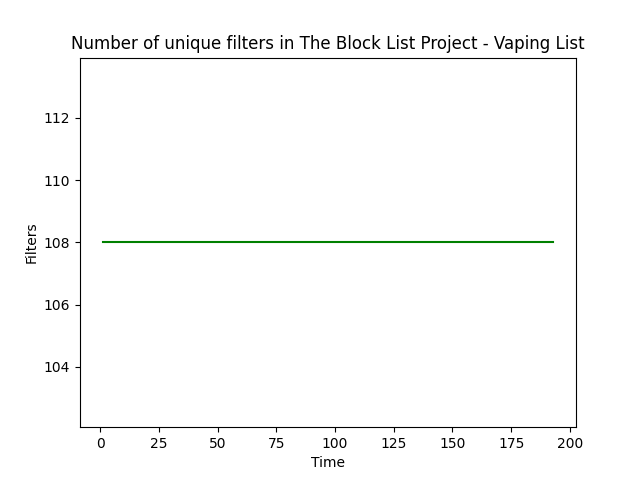 Number of unique filters in The Block List Project - Vaping List
112
110
108
106
104
Filters
0 25 50 75 100 125 150 175 200
Time